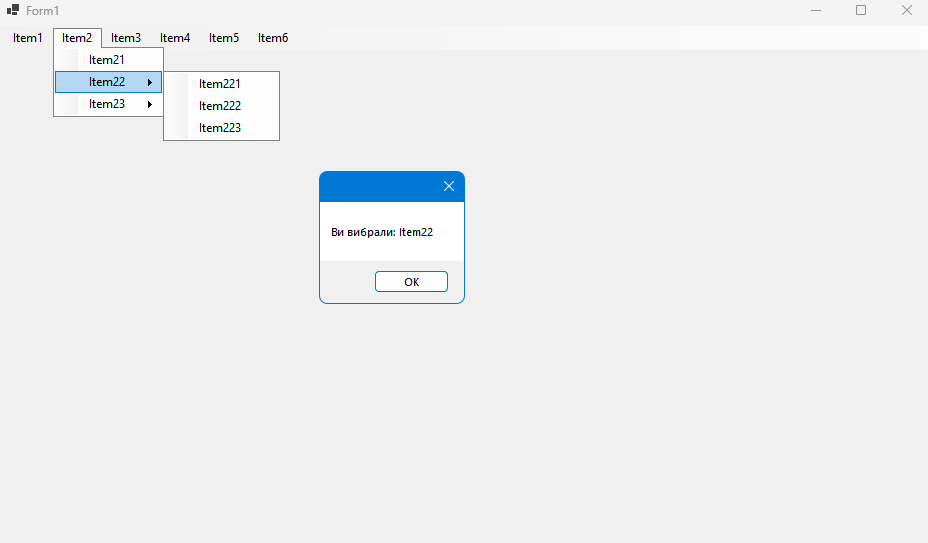 Form1
Item1 Item2 Item3 Item4 Item5 Item6
Item21
Item22
Item23
Item221
Item222
Item223
Ви вибрали: Item22
OK